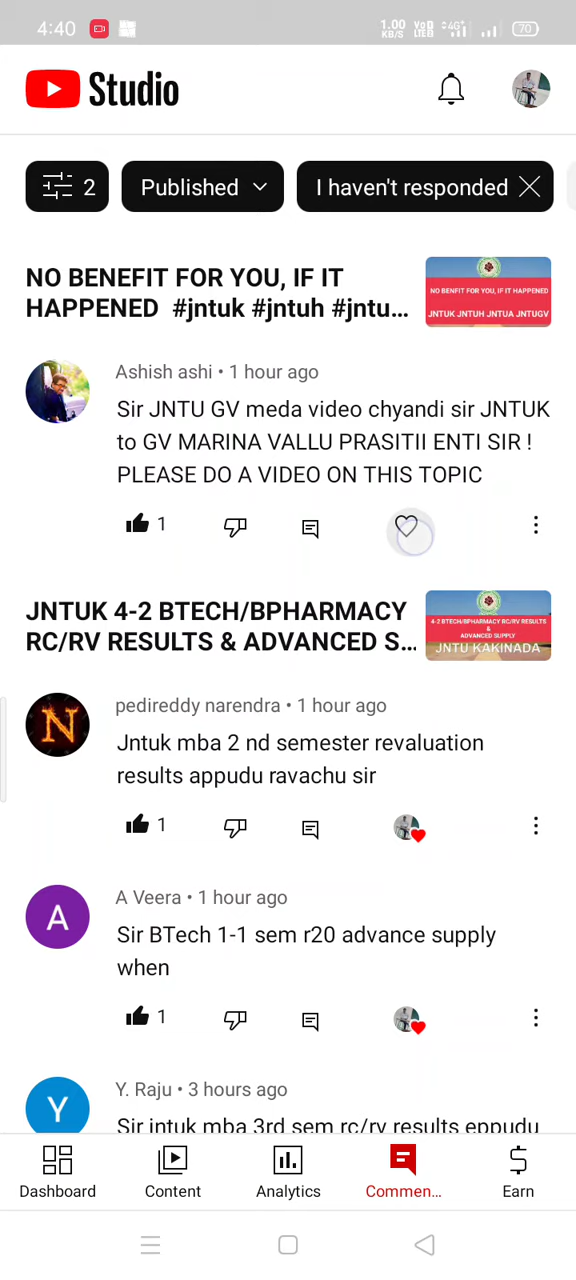 4:40
1.00 KB/S
VoD LTEB
4G+
70
Studio
2
Published
I haven't responded
NO BENEFIT FOR YOU, IF IT
HAPPENED #jntuk #jntuh #jntu...
NO BENFIT FOR YOU, IF IT HAPPENED
JNTUK JNTUH JNTUA JNTUGV
Ashish ashi • 1 hour ago
Sir JNTU GV meda video chyandi sir JNTUK
to GV MARINA VALLU PRASITII ENTI SIR !
PLEASE DO A VIDEO ON THIS TOPIC
1
JNTUK 4-2 BTECH/BPHARMACY
RC/RV RESULTS & ADVANCED S...
4-2 BTECH/BPHARMACY RC/RV RESULTS
&
ADVANCED SUPPLY
JNTU KAKINADA
N
pedireddy narendra • 1 hour ago
Jntuk mba 2 nd semester revaluation
results appudu ravachu sir
1
A
A Veera • 1 hour ago
Sir BTech 1-1 sem r20 advance supply
when
1
Y
Y. Raju • 3 hours ago
Sir jntuk mba 3rd sem rc/rv results eppudu
Dashboard
Content
Analytics
Commen...
Earn